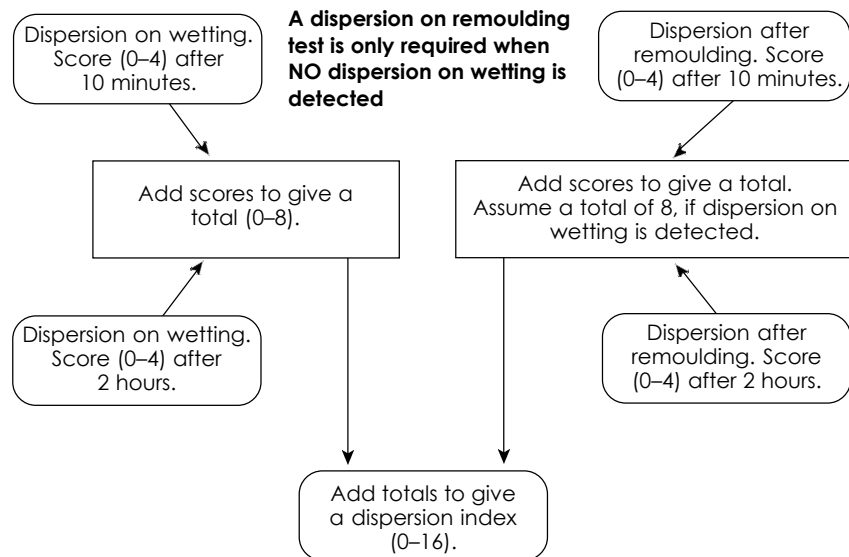 Dispersion on wetting.
Score (0–4) after
10 minutes.
A dispersion on remoulding
test is only required when
NO dispersion on wetting is
detected
Dispersion after
remoulding. Score
(0–4) after 10 minutes.
Add scores to give a
total (0–8).
Add scores to give a total.
Assume a total of 8, if dispersion on
wetting is detected.
Dispersion on wetting.
Score (0–4) after
2 hours.
Dispersion after
remoulding. Score
(0–4) after 2 hours.
Add totals to give
a dispersion index
(0–16).